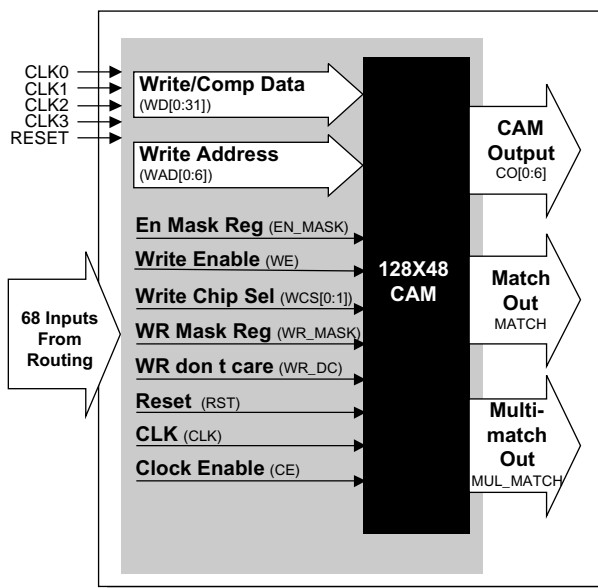 CLK0
CLK1
CLK2
CLK3
RESET
Write/Comp Data
(WD[0:31])
Write Address
(WAD[0:6])
En Mask Reg (EN_MASK)
Write Enable (WE)
Write Chip Sel (WCS[0:1])
WR Mask Reg (WR_MASK)
WR don t care (WR_DC)
Reset (RST)
CLK (CLK)
Clock Enable (CE)
68 Inputs
From
Routing
128X48
CAM
CAM
Output
CO[0:6]
Match
Out
MATCH
Multi-
match
Out
MUL_MATCH